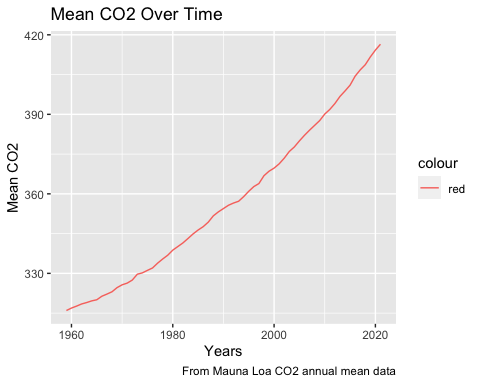 Mean CO2 Over Time
420
390
360
330
Mean CO2
1960 1980 2000 2020
Years
colour
red
From Mauna Loa CO2 annual mean data